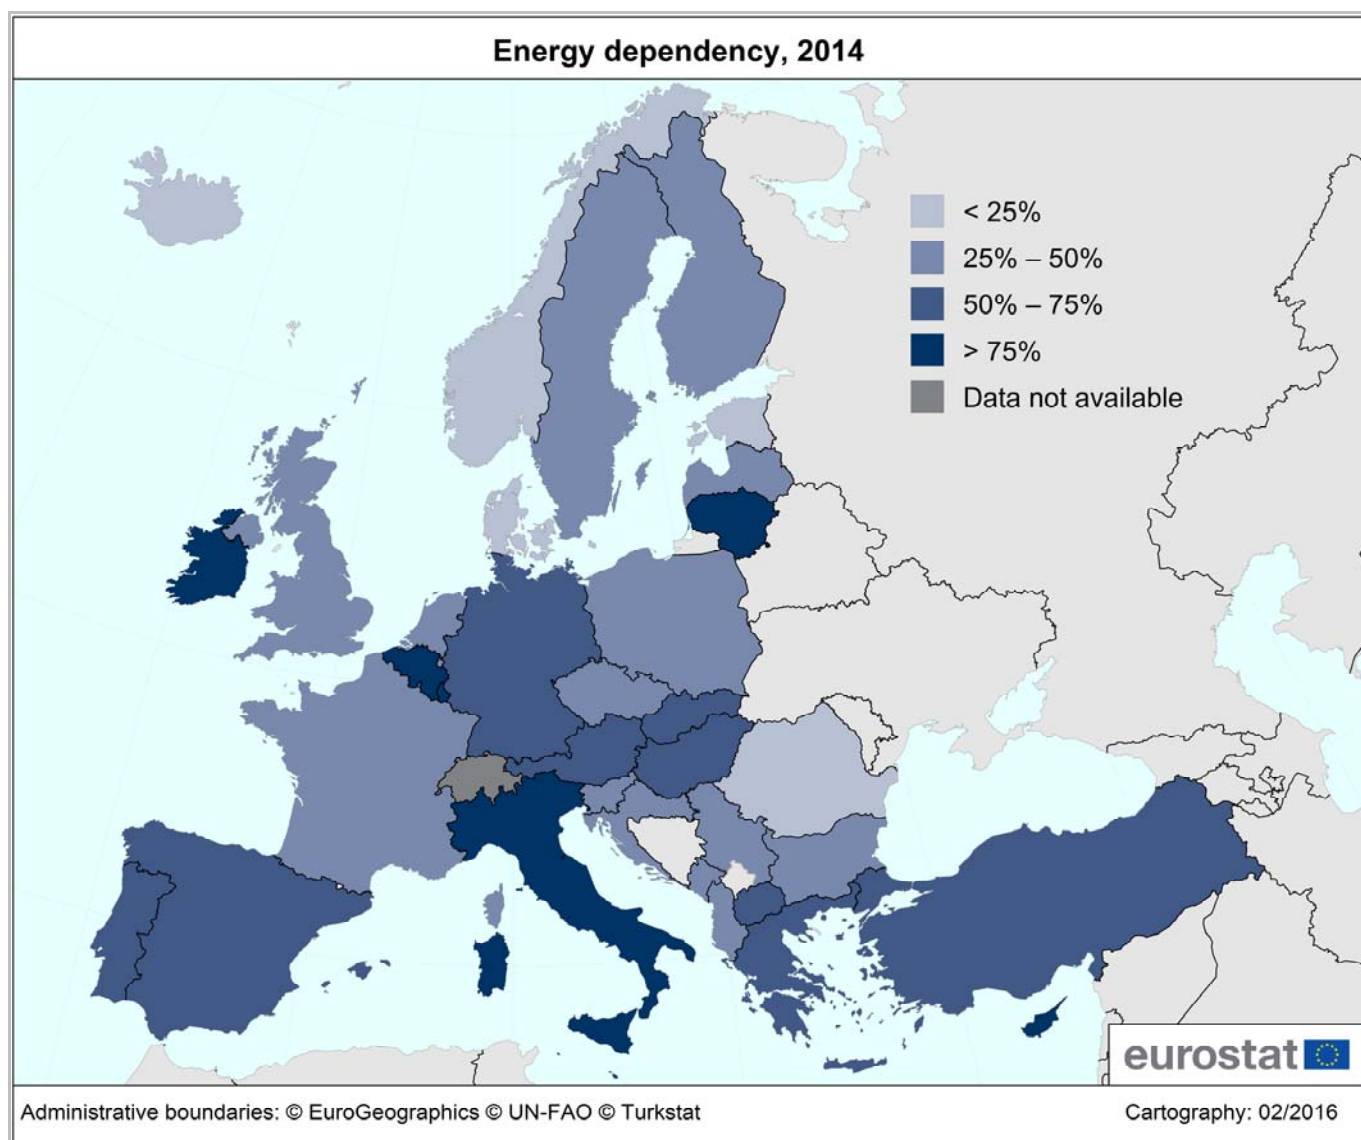 Energy dependency, 2014
< 25%
25% – 50%
50% – 75%
> 75%
Data not available
eurostat
Administrative boundaries: © EuroGeographics © UN-FAO © Turkstat
Cartography: 02/2016